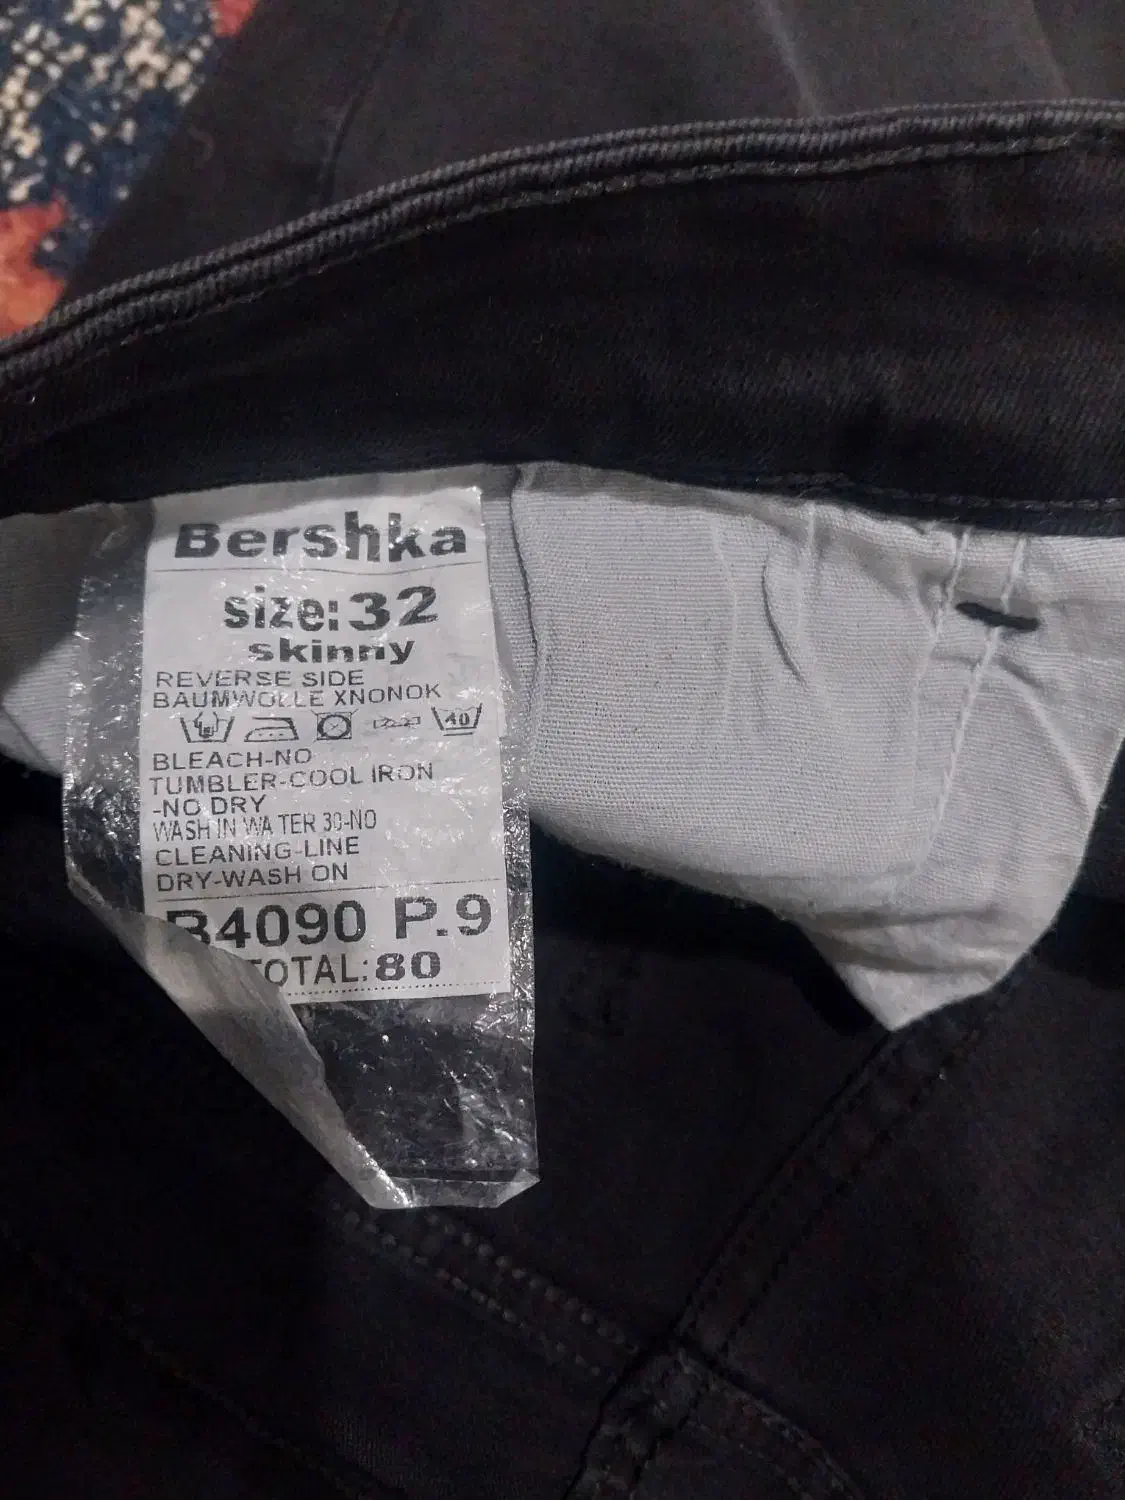 Bershka
size:32
skinny
REVERSE SIDE
BAUMWOLLE XNONOK
40
BLEACH-NO
TUMBLER-COOL IRON
-NO DRY
WASH IN WA TER 30-NO
CLEANING-LINE
DRY-WASH ON
B4090 P.9
TOTAL:80